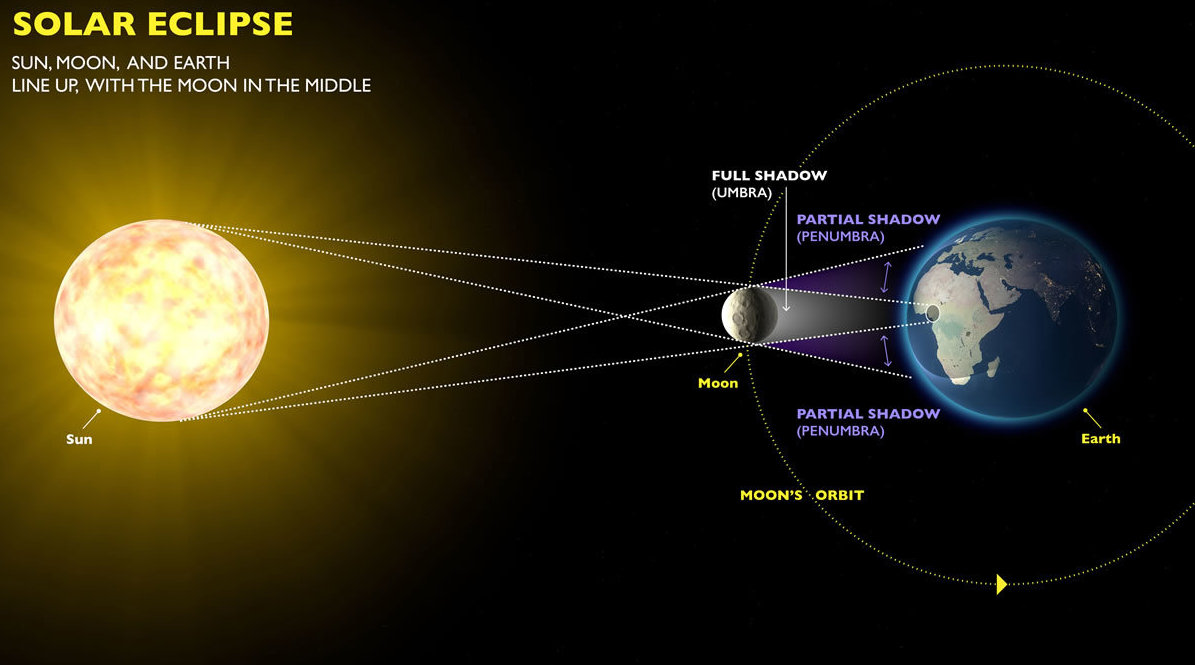 SOLAR ECLIPSE
SUN, MOON, AND EARTH
LINE UP, WITH THE MOON IN THE MIDDLE
FULL SHADOW
(UMBRA)
PARTIAL SHADOW
(PENUMBRA)
Moon
Sun
PARTIAL SHADOW
(PENUMBRA)
Earth
MOON'S ORBIT